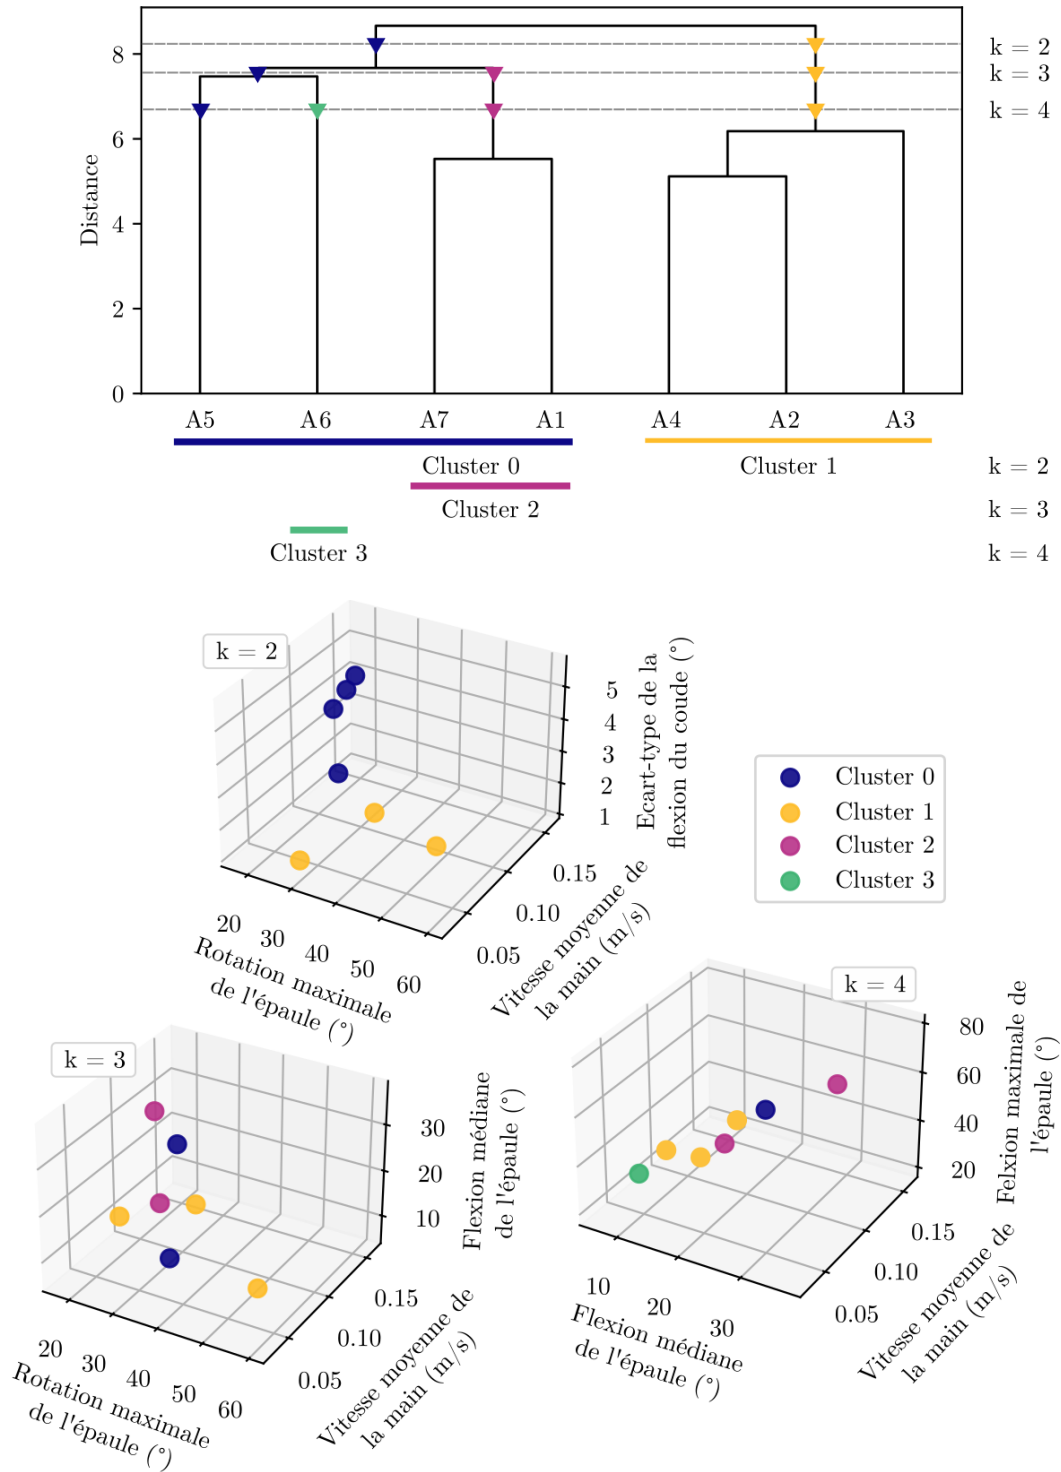 k = 2
k = 3
k = 4
8
6
4
2
0
Distance
A5 A6 A7 A1 A4 A2 A3
Cluster 0 Cluster 1 k = 2
Cluster 2 k = 3
Cluster 3 k = 4
k = 2
5
4
3
2
1
Ecart-type de la
flexion du coude (°)
0.15
0.10
0.05
Vitesse moyenne de
la main (m/s)
20 30 40 50 60
Rotation maximale
de l'épaule (°)
Cluster 0
Cluster 1
Cluster 2
Cluster 3
k = 3
30
20
10
Flexion médiane
de l'épaule (°)
0.15
0.10
0.05
Vitesse moyenne de
la main (m/s)
20 30 40 50 60
Rotation maximale
de l'épaule (°)
k = 4
80
60
40
20
Felxion maximale de
l'épaule (°)
0.15
0.10
0.05
Vitesse moyenne de
la main (m/s)
10 20 30
Flexion médiane
de l'épaule (°)